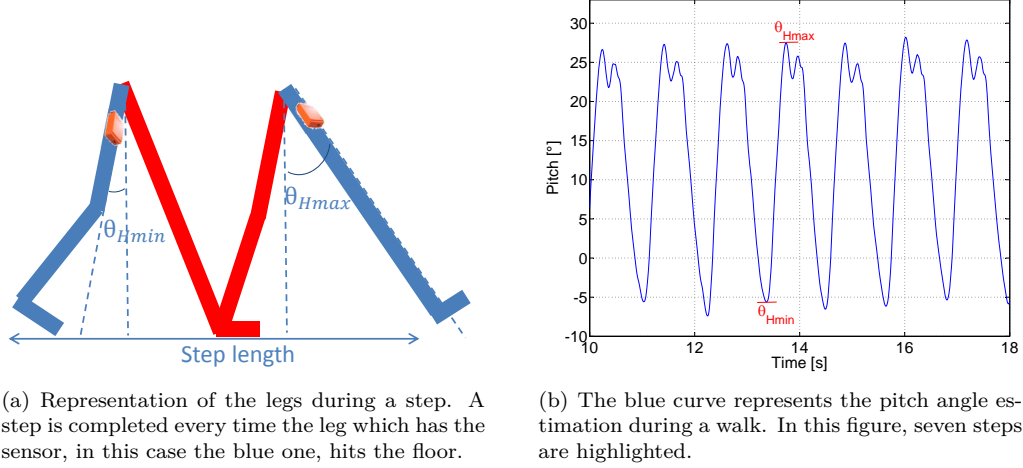 θHmin
θHmax
Step length
30
25
20
15
10
5
0
-5
-10
Pitch [°]
θHmax
θHmin
10
12
14
16
18
Time [s]
(a) Representation of the legs during a step. A
step is completed every time the leg which has the
sensor, in this case the blue one, hits the floor.
(b) The blue curve represents the pitch angle es-
timation during a walk. In this figure, seven steps
are highlighted.